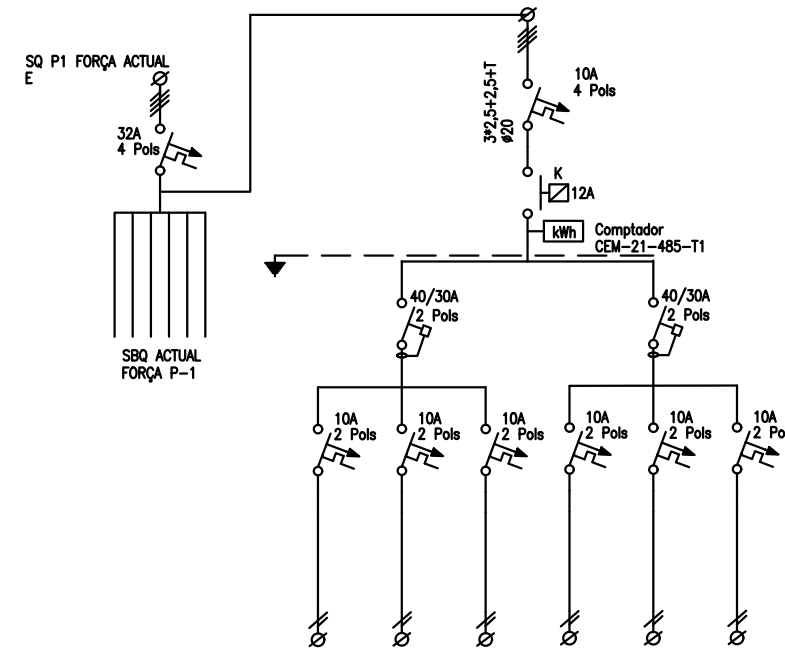 SQ P1 FORÇA ACTUAL
E
32A
4 Pols
SBQ ACTUAL
FORÇA P-1
3*2,5+2,5+T
ø20
10A
4 Pols
K
12A
kWh
Comptador
CEM-21-485-T1
40/30A
2 Pols
40/30A
2 Pols
10A
2 Pols
10A
2 Pols
10A
2 Pols
10A
2 Pols
10A
2 Pols
10A
2 Po